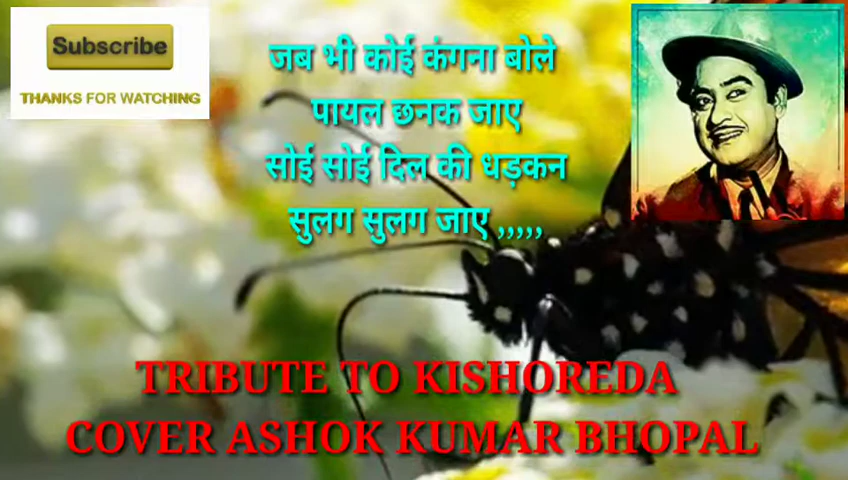 Subscribe
THANKS FOR WATCHING
जब भी कोई कंगना बोले
पायल छनक जाए
सोई सोई दिल की धड़कन
सुलग सुलग जाए ,,,,,
TRIBUTE TO KISHOREDA
COVER ASHOK KUMAR BHOPAL